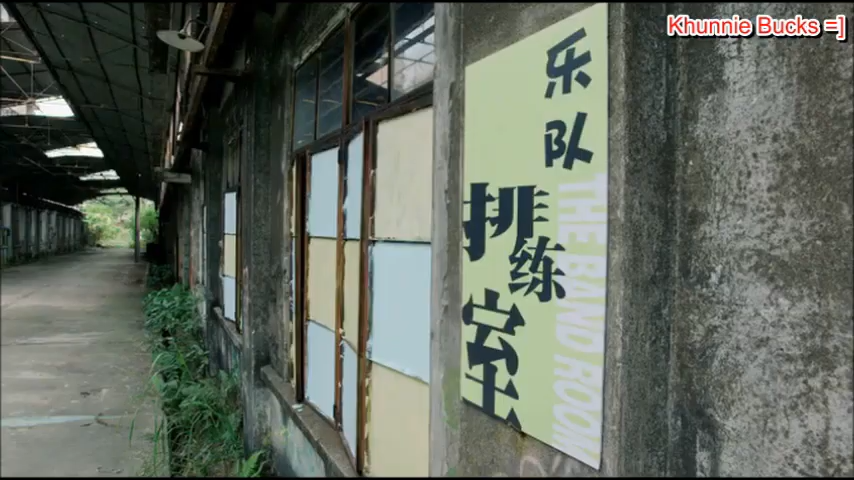 Khunnie Bucks =]
乐队
排练室
THE BAND ROOM